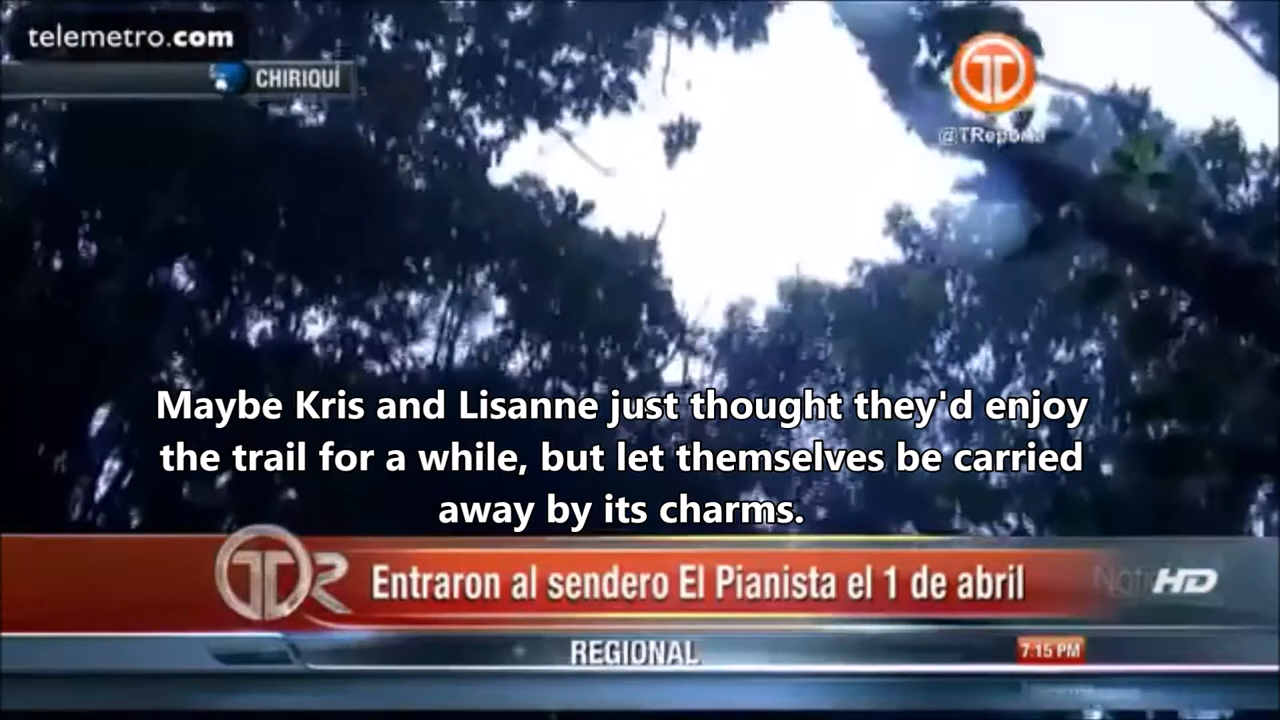 telemetro.com
CHIRIQUÍ
Maybe Kris and Lisanne just thought they'd enjoy
the trail for a while, but let themselves be carried
away by its charms.
TR Entraron al sendero El Pianista el 1 de abril
HD
REGIONAL
7:15 PM